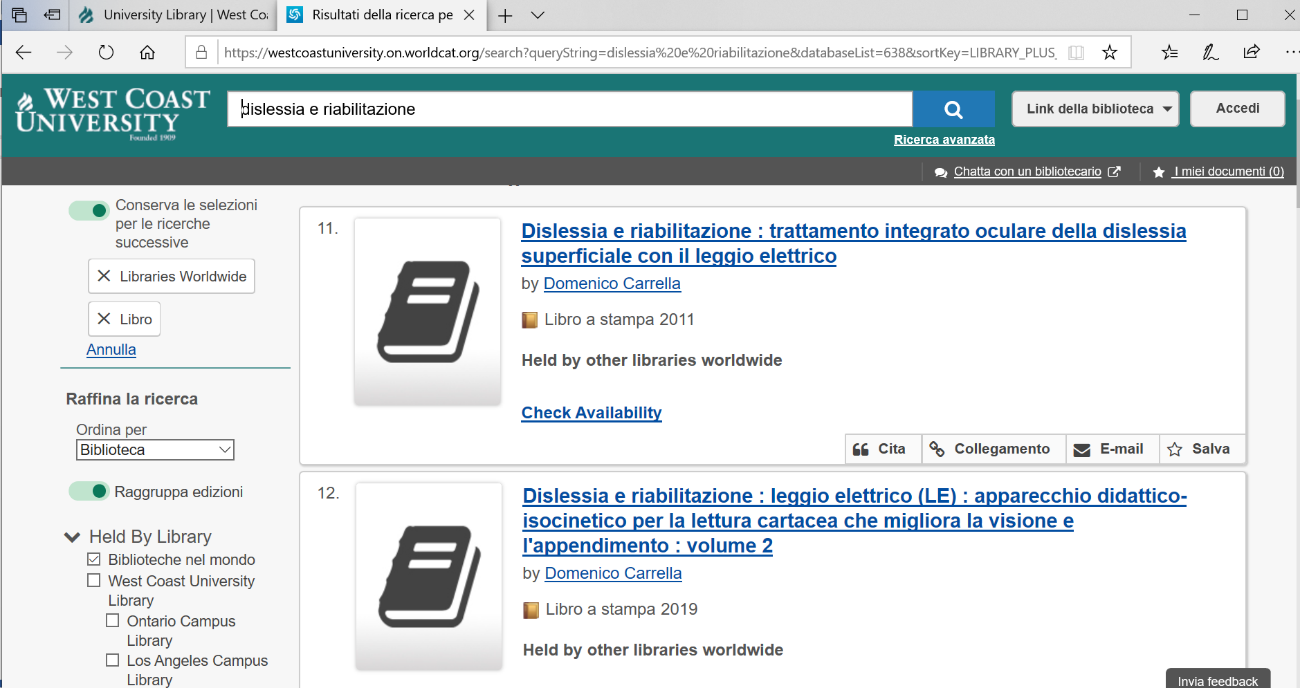 University Library | West Coa
Risultati della ricerca pe
https://westcoastuniversity.on.worldcat.org/search?queryString=dislessia%20e%20riabilitazione&databaseList=638&sortKey=LIBRARY_PLUS_
WEST COAST
UNIVERSITY
Founded 1909
dislessia e riabilitazione
Link della biblioteca
Accedi
Ricerca avanzata
Chatta con un bibliotecario
I miei documenti (0)
Conserva le selezioni
per le ricerche
successive
Libraries Worldwide
Libro
Annulla
Raffina la ricerca
Ordina per
Biblioteca
Raggruppa edizioni
Held By Library
Biblioteche nel mondo
West Coast University
Library
Ontario Campus
Library
Los Angeles Campus
Library
11.
Dislessia e riabilitazione : trattamento integrato oculare della dislessia
superficiale con il leggio elettrico
by Domenico Carrella
Libro a stampa 2011
Held by other libraries worldwide
Check Availability
Cita
Collegamento
E-mail
Salva
12.
Dislessia e riabilitazione : leggio elettrico (LE) : apparecchio didattico-
isocinetico per la lettura cartacea che migliora la visione e
l'appendimento : volume 2
by Domenico Carrella
Libro a stampa 2019
Held by other libraries worldwide
Invia feedback